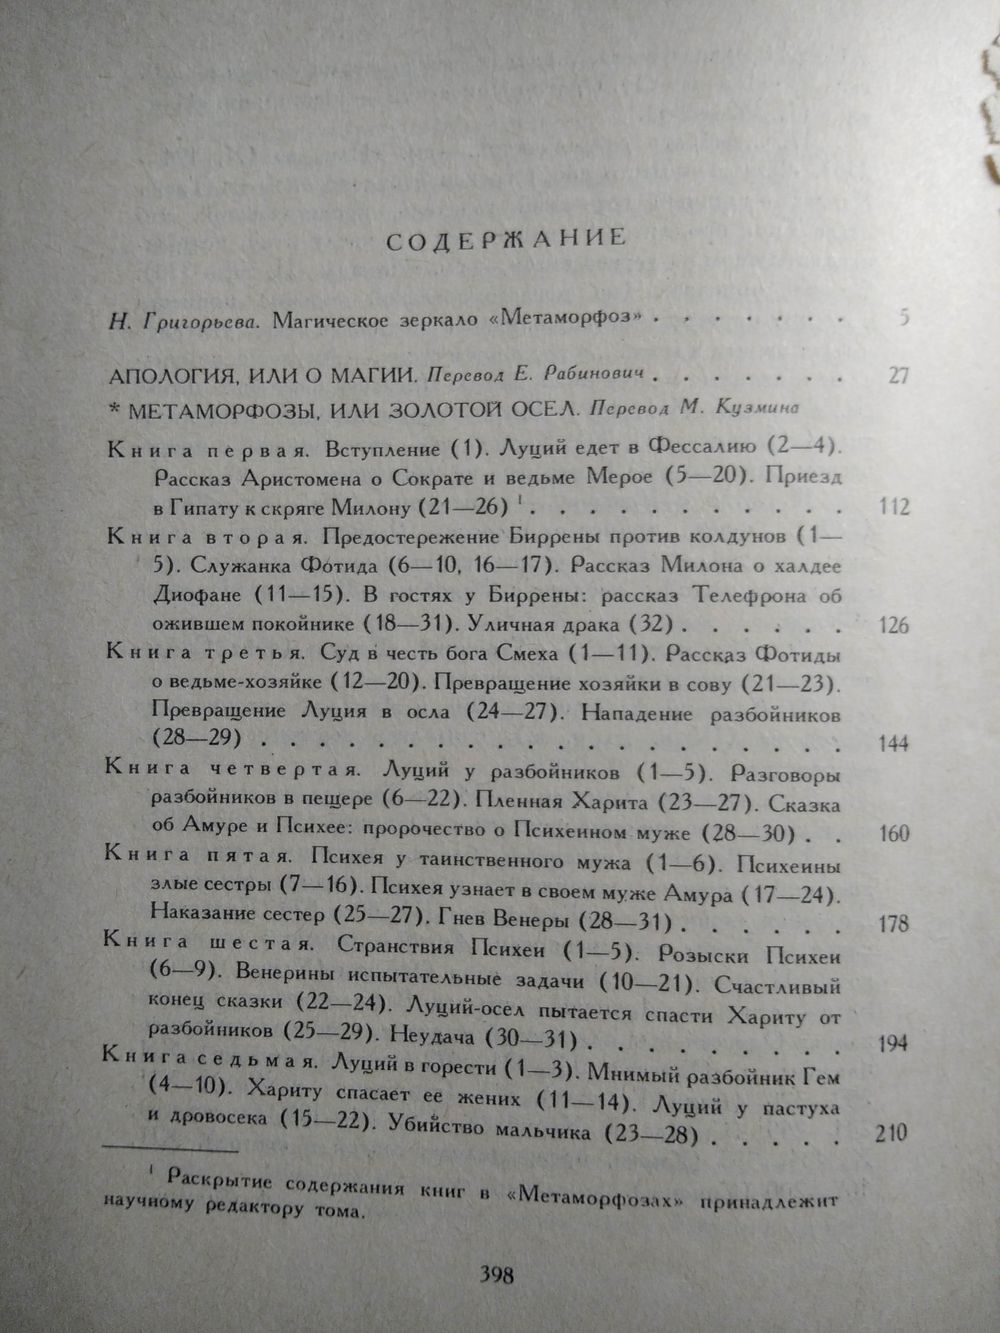 СОДЕРЖАНИЕ
Н. Григорьева. Магическое зеркало «Метаморфоз» . . . . . . . 5
АПОЛОГИЯ, ИЛИ О МАГИИ. Перевод Е. Рабинович . . . . . . . 27
* МЕТАМОРФОЗЫ, ИЛИ ЗОЛОТОЙ ОСЕЛ. Перевод М. Кузмина
Книга первая. Вступление (1). Луций едет в Фессалию (2—4).
Рассказ Аристомена о Сократе и ведьме Мерое (5—20). Приезд
в Гипату к скряге Милону (21—26) ¹ . . . . . . . . . . . 112
Книга вторая. Предостережение Биррены против колдунов (1—
5). Служанка Фотида (6—10, 16—17). Рассказ Милона о халдее
Диофане (11—15). В гостях у Биррены: рассказ Телефрона об
ожившем покойнике (18—31). Уличная драка (32) . . . . . . 126
Книга третья. Суд в честь бога Смеха (1—11). Рассказ Фотиды
о ведьме-хозяйке (12—20). Превращение хозяйки в сову (21—23).
Превращение Луция в осла (24—27). Нападение разбойников
(28—29) . . . . . . . . . . . . . . . . . . . . 144
Книга четвертая. Луций у разбойников (1—5). Разговоры
разбойников в пещере (6—22). Пленная Харита (23—27). Сказка
об Амуре и Психее: пророчество о Психеином муже (28—30) . . 160
Книга пятая. Психея у таинственного мужа (1—6). Психеины
злые сестры (7—16). Психея узнает в своем муже Амура (17—24).
Наказание сестер (25—27). Гнев Венеры (28—31) . . . . . . 178
Книга шестая. Странствия Психеи (1—5). Розыски Психеи
(6—9). Венерины испытательные задачи (10—21). Счастливый
конец сказки (22—24). Луций-осел пытается спасти Хариту от
разбойников (25—29). Неудача (30—31) . . . . . . . . . 194
Книга седьмая. Луций в горести (1—3). Мнимый разбойник Гем
(4—10). Хариту спасает ее жених (11—14). Луций у пастуха
и дровосека (15—22). Убийство мальчика (23—28) . . . . . 210
¹ Раскрытие содержания книг в «Метаморфозах» принадлежит
научному редактору тома.
398